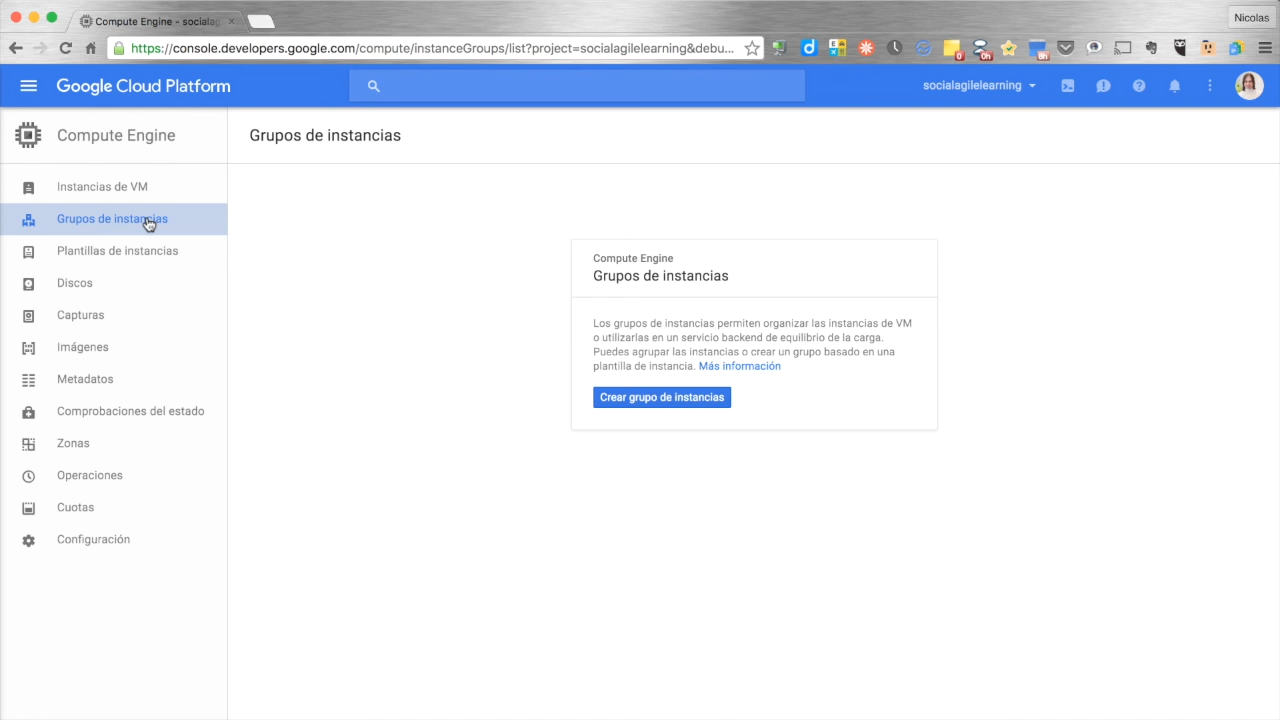 Compute Engine - socialag
Nicolas
https://console.developers.google.com/compute/instanceGroups/list?project=socialagilelearning&debu...
0
0h
8h
Google Cloud Platform
socialagilelearning
Compute Engine
Grupos de instancias
Instancias de VM
Grupos de instancias
Plantillas de instancias
Discos
Capturas
Imágenes
Metadatos
Comprobaciones del estado
Zonas
Operaciones
Cuotas
Configuración
Compute Engine
Grupos de instancias
Los grupos de instancias permiten organizar las instancias de VM
o utilizarlas en un servicio backend de equilibrio de la carga.
Puedes agrupar las instancias o crear un grupo basado en una
plantilla de instancia. Más información
Crear grupo de instancias